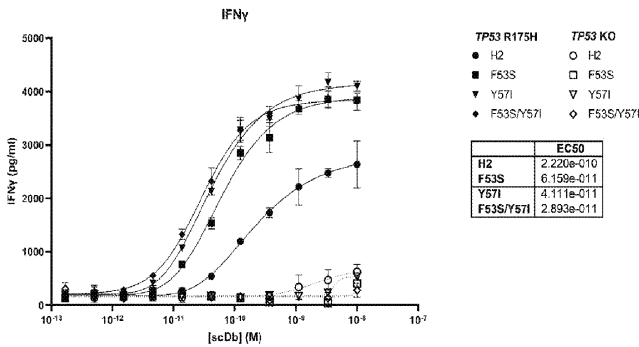 IFNγ
IFNγ (pg/ml)
5000
4000
3000
2000
1000
0
10-13
10-12
10-11
10-10
10-9
10-8
10-7
[scDb] (M)
TP53 R175H
TP53 KO
H2
H2
F53S
F53S
Y57I
Y57I
F53S/Y57I
F53S/Y57I
EC50
H2 2.220e-010
F53S 6.159e-011
Y57I 4.111e-011
F53S/Y57I 2.893e-011